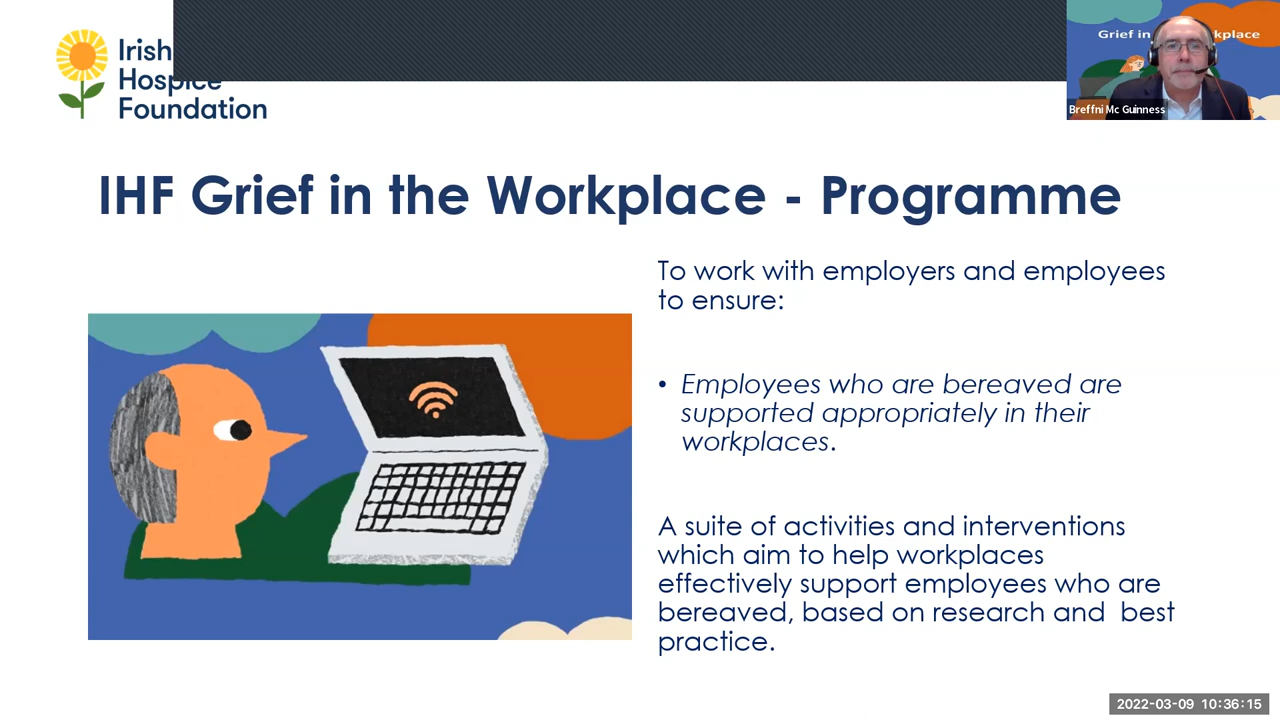 Irish
Hospice
Foundation
Grief in kplace
Breffni Mc Guinness
IHF Grief in the Workplace - Programme
To work with employers and employees
to ensure:
• Employees who are bereaved are
supported appropriately in their
workplaces.
A suite of activities and interventions
which aim to help workplaces
effectively support employees who are
bereaved, based on research and best
practice.
2022-03-09 10:36:15